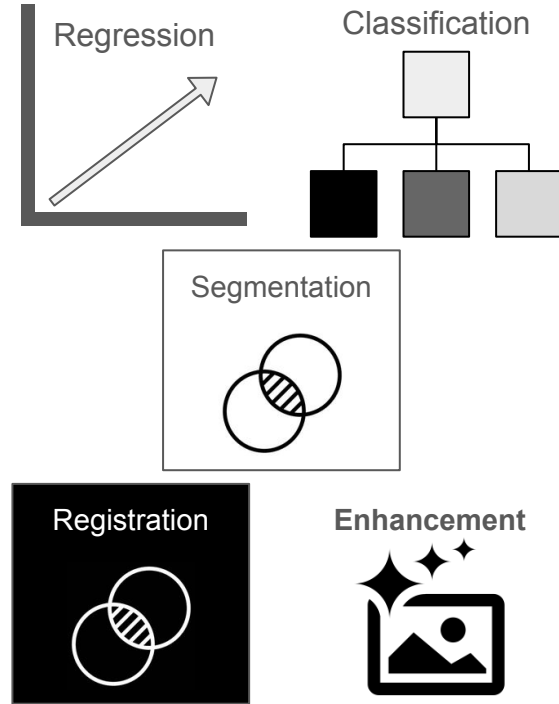 Regression
Classification
Segmentation
Registration
Enhancement